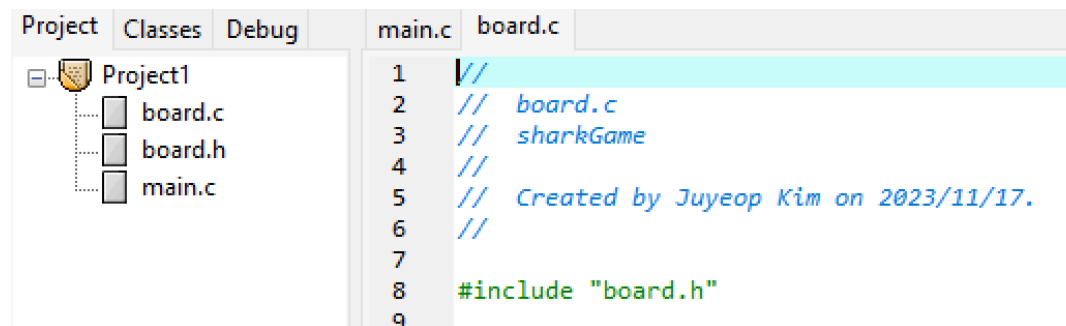 Project Classes Debug
Project1
board.c
board.h
main.c
main.c board.c
1 //
2 // board.c
3 // sharkGame
4 //
5 // Created by Juyeop Kim on 2023/11/17.
6 //
7
8 #include "board.h"
9